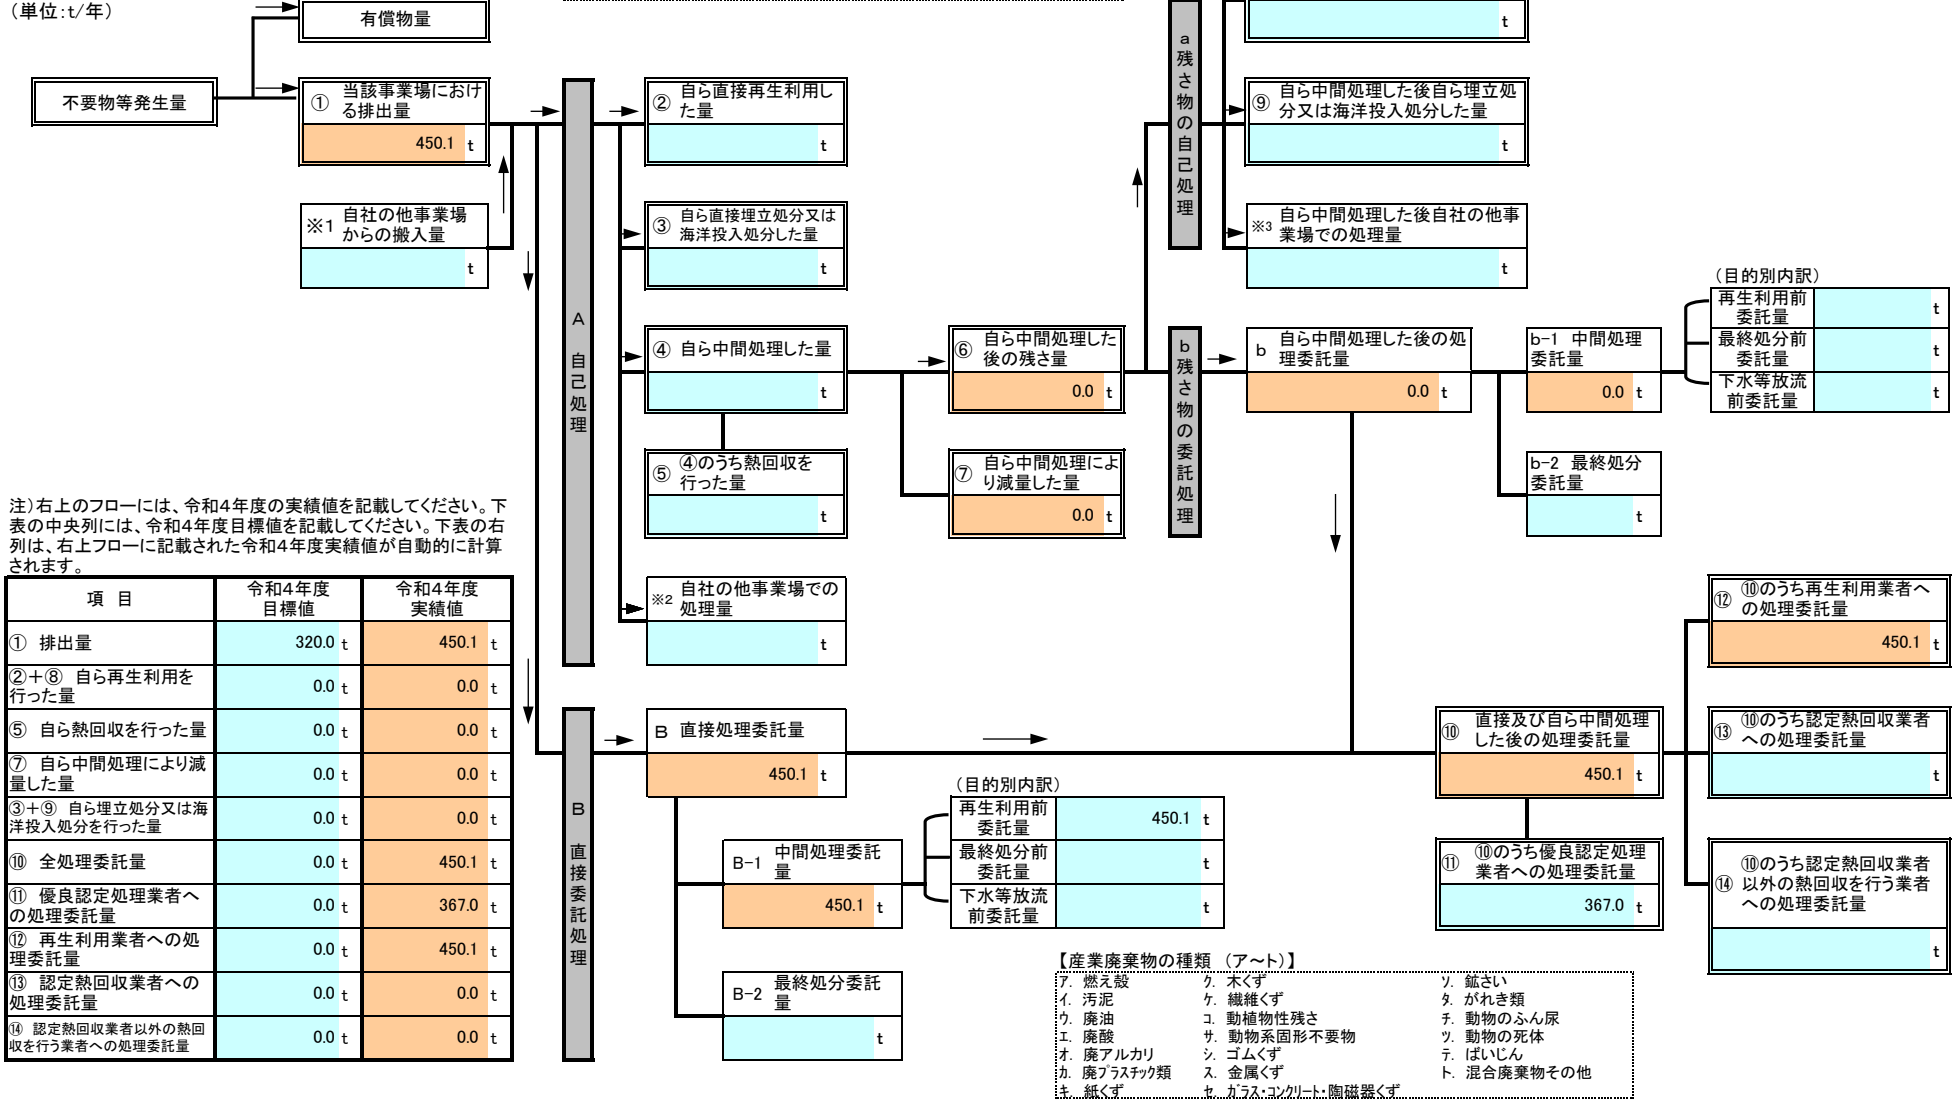 （単位：t/年）
有償物量
不要物等発生量
① 当該事業場におけ
る排出量
450.1 t
※1 自社の他事業場
からの搬入量
t
A
自己処理
② 自ら直接再生利用し
た量
t
③ 自ら直接埋立処分又は
海洋投入処分した量
t
④ 自ら中間処理した量
t
⑤ ④のうち熱回収を
行った量
t
※2 自社の他事業場での
処理量
t
⑥ 自ら中間処理した
後の残さ量
0.0 t
⑦ 自ら中間処理によ
り減量した量
0.0 t
a残さ物の自己処理
t
⑨ 自ら中間処理した後自ら埋立処
分又は海洋投入処分した量
t
※3 自ら中間処理した後自社の他事
業場での処理量
t
b残さ物の委託処理
b 自ら中間処理した後の処
理委託量
0.0 t
b-1 中間処理
委託量
0.0 t
b-2 最終処分
委託量
t
（目的別内訳）
再生利用前
委託量 t
最終処分前
委託量 t
下水等放流
前委託量 t
注）右上のフローには、令和４年度の実績値を記載してください。下
表の中央列には、令和４年度目標値を記載してください。下表の右
列は、右上フローに記載された令和４年度実績値が自動的に計算
されます。
項 目 令和４年度
目標値 令和４年度
実績値
① 排出量 320.0 t 450.1 t
②＋⑧ 自ら再生利用を
行った量 0.0 t 0.0 t
⑤ 自ら熱回収を行った量 0.0 t 0.0 t
⑦ 自ら中間処理により減
量した量 0.0 t 0.0 t
③＋⑨ 自ら埋立処分又は海
洋投入処分を行った量 0.0 t 0.0 t
⑩ 全処理委託量 0.0 t 450.1 t
⑪ 優良認定処理業者へ
の処理委託量 0.0 t 367.0 t
⑫ 再生利用業者への処
理委託量 0.0 t 450.1 t
⑬ 認定熱回収業者への
処理委託量 0.0 t 0.0 t
⑭ 認定熱回収業者以外の熱回
収を行う業者への処理委託量 0.0 t 0.0 t
B
直接委託処理
B 直接処理委託量
450.1 t
B-1 中間処理委託
量
450.1 t
B-2 最終処分委託
量
t
（目的別内訳）
再生利用前
委託量 450.1 t
最終処分前
委託量 t
下水等放流
前委託量 t
⑩ 直接及び自ら中間処理
した後の処理委託量
450.1 t
⑪ ⑩のうち優良認定処理
業者への処理委託量
367.0 t
⑫ ⑩のうち再生利用業者へ
の処理委託量
450.1 t
⑬ ⑩のうち認定熱回収業者
への処理委託量
t
⑭ ⑩のうち認定熱回収業者
以外の熱回収を行う業者
への処理委託量
t
【産業廃棄物の種類 （ア～ト）】
ア. 燃え殻 ク. 木くず ソ. 鉱さい
イ. 汚泥 ケ. 繊維くず タ. がれき類
ウ. 廃油 コ. 動植物性残さ チ. 動物のふん尿
エ. 廃酸 サ. 動物系固形不要物 ツ. 動物の死体
オ. 廃アルカリ シ. ゴムくず テ. ばいじん
カ. 廃プラスチック類 ス. 金属くず ト. 混合廃棄物その他
キ. 紙くず セ. ガラス・コンクリート・陶磁器くず